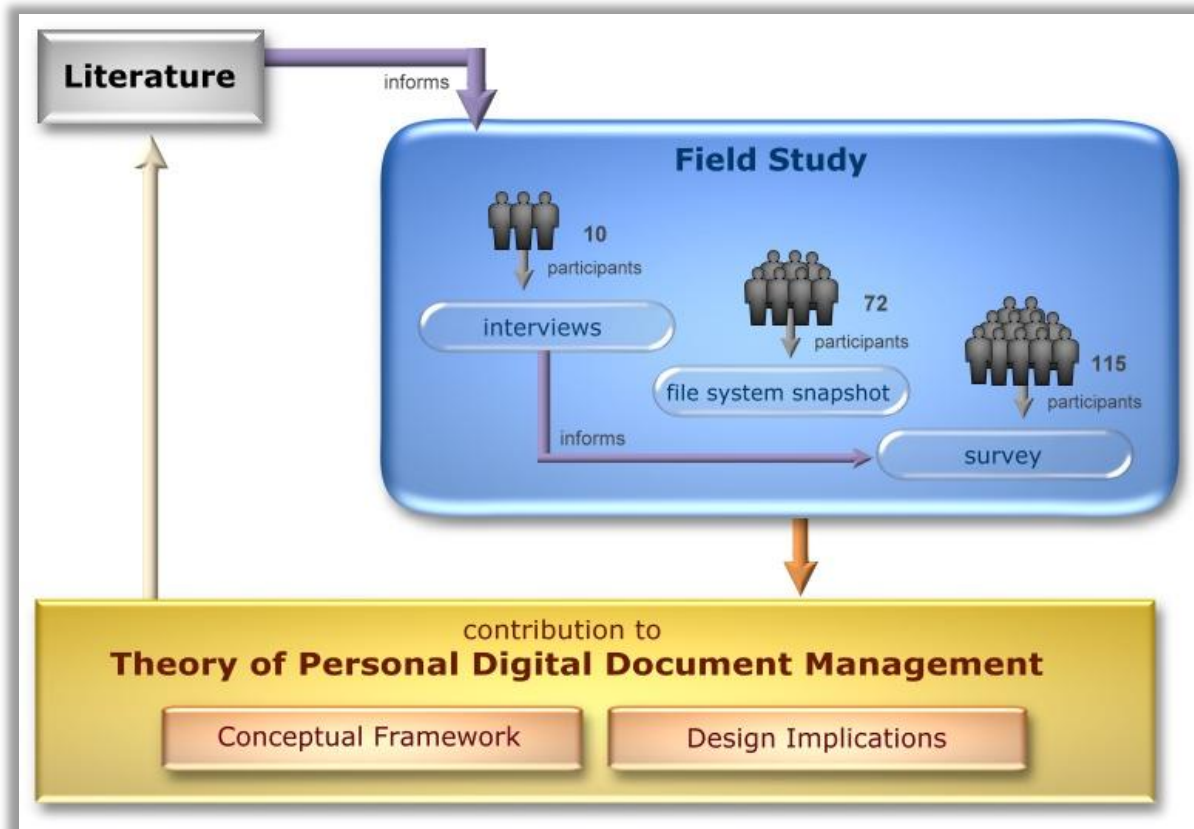 Literature
informs
Field Study
10
participants
interviews
72
participants
file system snapshot
115
participants
informs
survey
contribution to
Theory of Personal Digital Document Management
Conceptual Framework
Design Implications